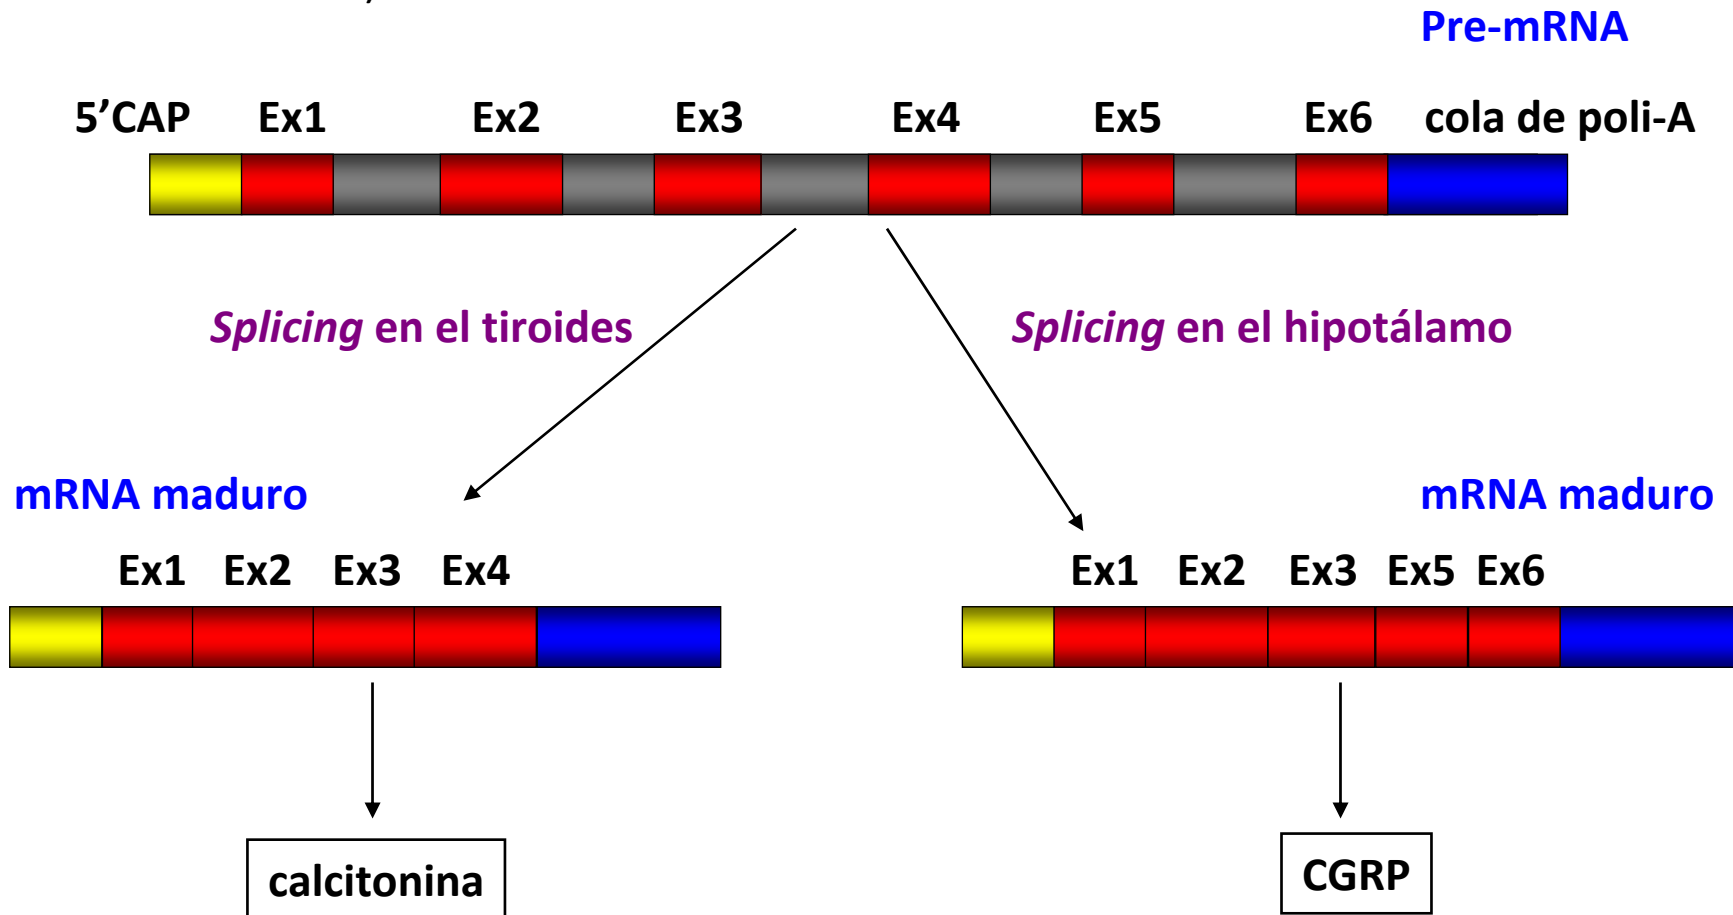 Pre-mRNA
5’CAP Ex1 Ex2 Ex3 Ex4 Ex5 Ex6 cola de poli-A
Splicing en el tiroides Splicing en el hipotálamo
mRNA maduro mRNA maduro
Ex1 Ex2 Ex3 Ex4 Ex1 Ex2 Ex3 Ex5 Ex6
calcitonina CGRP